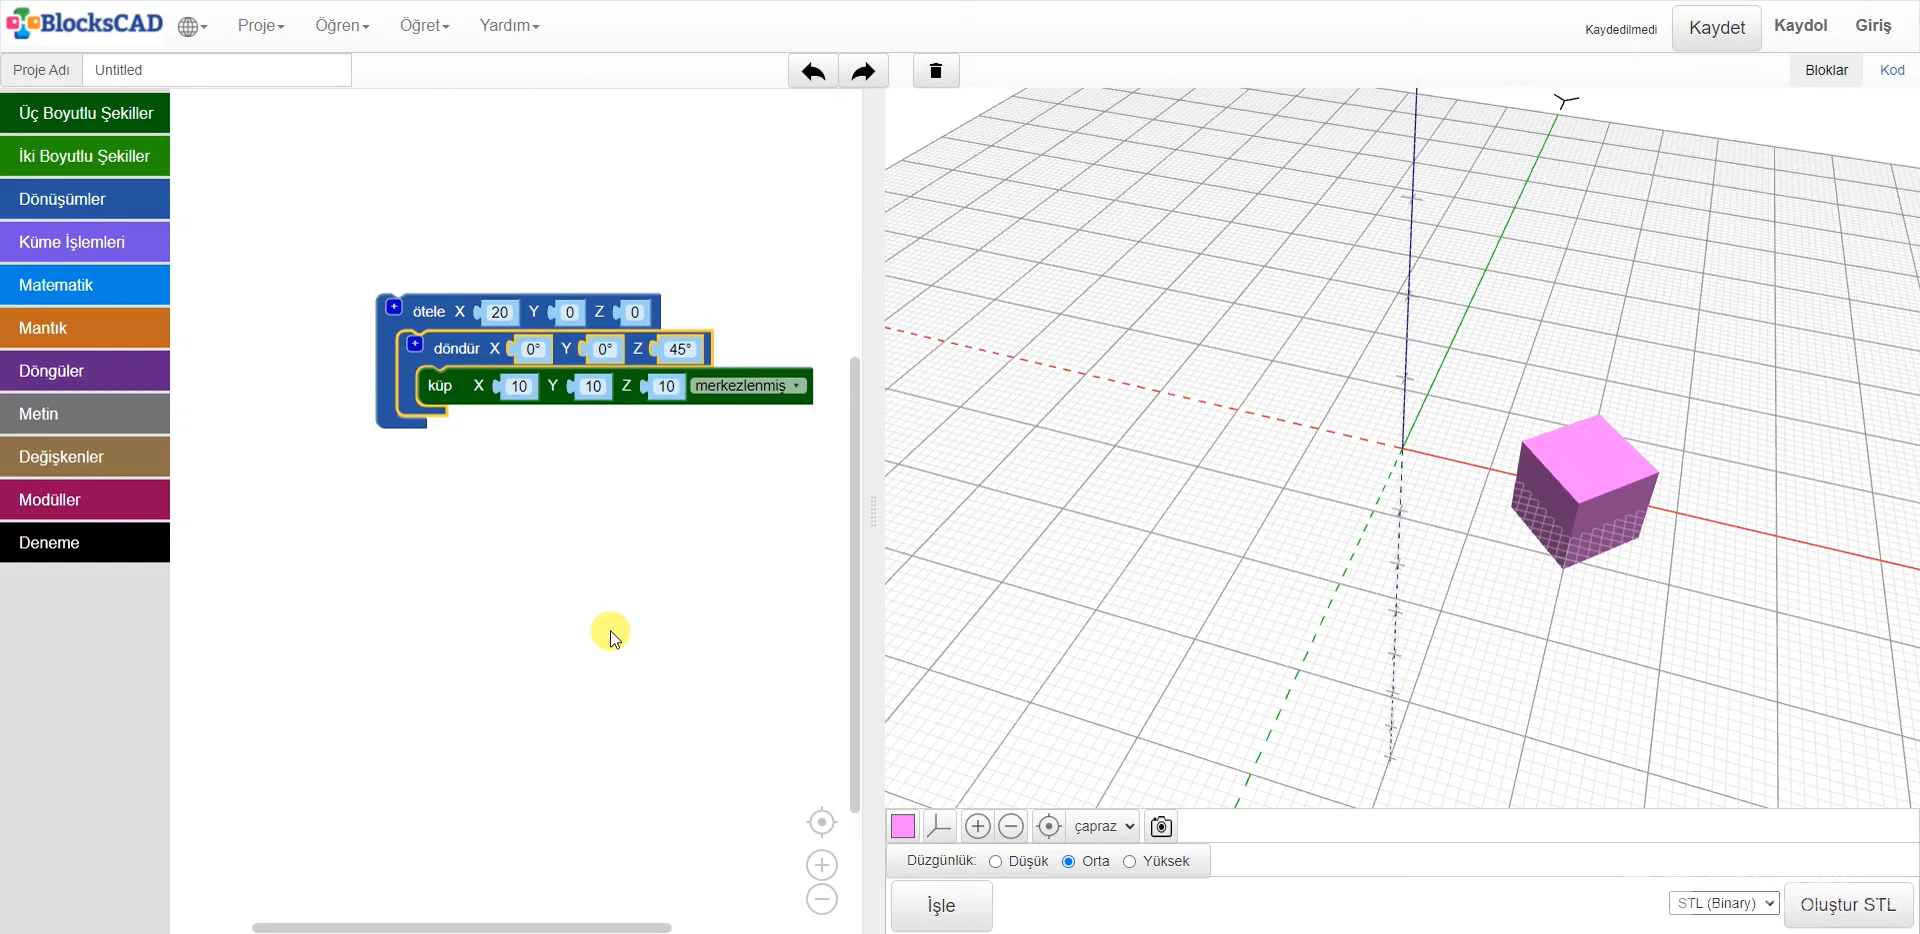 BlocksCAD
Proje Öğren Öğret Yardım
Kaydedilmedi Kaydet Kaydol Giriş
Proje Adı Untitled
Bloklar Kod
Üç Boyutlu Şekiller
İki Boyutlu Şekiller
Dönüşümler
Küme İşlemleri
Matematik
Mantık
Döngüler
Metin
Değişkenler
Modüller
Deneme
+ ötele X 20 Y 0 Z 0
+ döndür X 0° Y 0° Z 45°
küp X 10 Y 10 Z 10 merkezlenmiş
çapraz
Düzgünlük: Düşük Orta Yüksek
İşle
STL (Binary) Oluştur STL